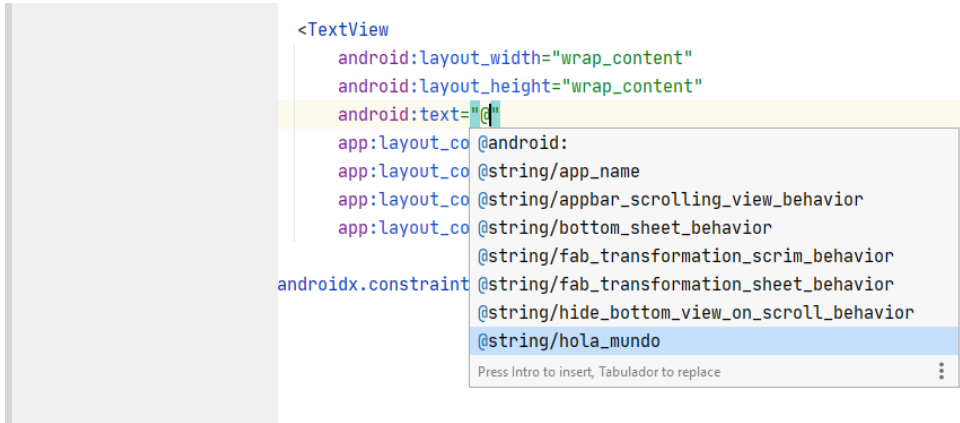 <TextView
android:layout_width="wrap_content"
android:layout_height="wrap_content"
android:text="@"
app:layout_co
@android:
app:layout_co
@string/app_name
app:layout_co
@string/appbar_scrolling_view_behavior
app:layout_co
@string/bottom_sheet_behavior
@string/fab_transformation_scrim_behavior
androidx.constraint
@string/fab_transformation_sheet_behavior
@string/hide_bottom_view_on_scroll_behavior
@string/hola_mundo
Press Intro to insert, Tabulador to replace